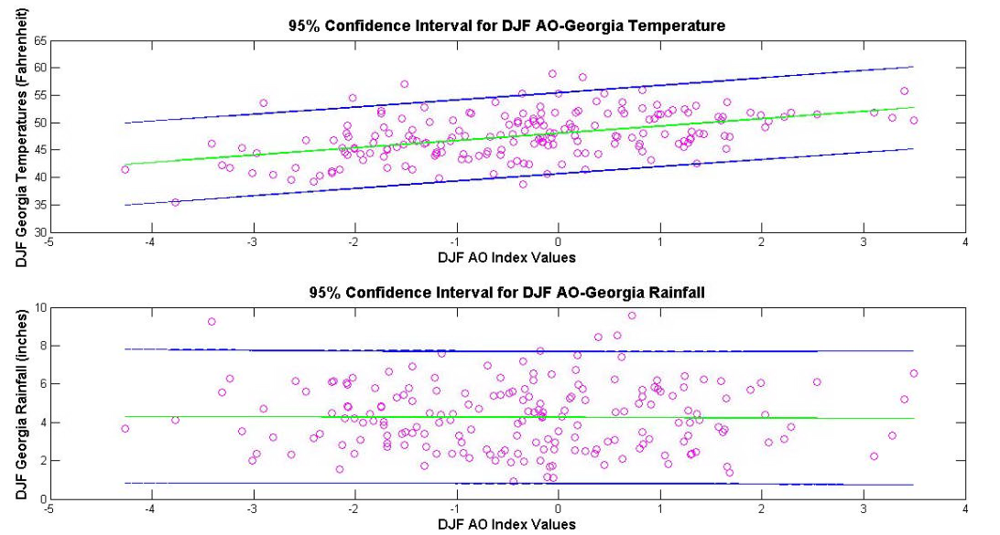 95% Confidence Interval for DJF AO-Georgia Temperature
DJF Georgia Temperatures (Fahrenheit)
65
60
55
50
45
40
35
30
-5 -4 -3 -2 -1 0 1 2 3 4
DJF AO Index Values
95% Confidence Interval for DJF AO-Georgia Rainfall
DJF Georgia Rainfall (inches)
10
8
6
4
2
0
-5 -4 -3 -2 -1 0 1 2 3 4
DJF AO Index Values